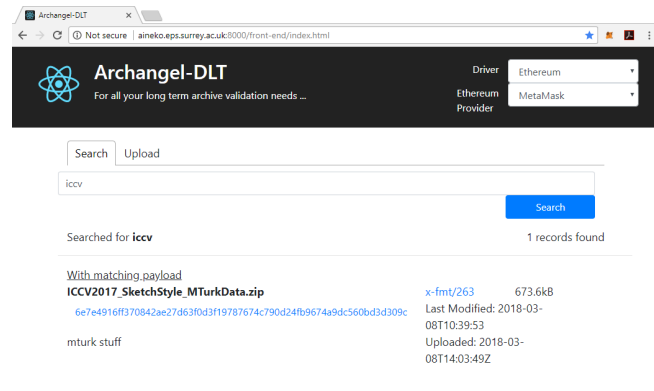 Archangel-DLT
Not secure | aineko.eps.surrey.ac.uk:8000/front-end/index.html
Archangel-DLT
For all your long term archive validation needs ...
Driver
Ethereum
Ethereum Provider
MetaMask
Search Upload
iccv
Search
Searched for iccv
1 records found
With matching payload
ICCV2017_SketchStyle_MTurkData.zip
x-fmt/263 673.6kB
6e7e4916ff370842ae27d63f0d3f19787674c790d24fb9674a9dc560bd3d309c
Last Modified: 2018-03-
08T10:39:53
mturk stuff
Uploaded: 2018-03-
08T14:03:49Z